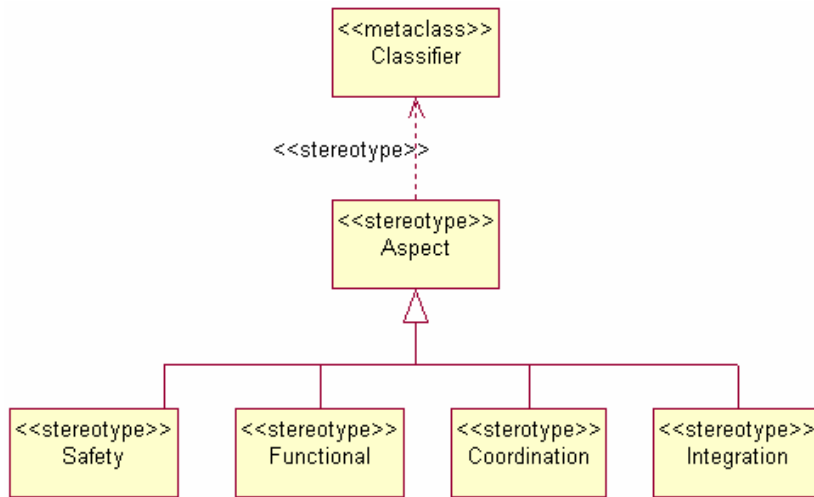 <<metaclass>>
Classifier
<<stereotype>>
<<stereotype>>
Aspect
<<stereotype>>
Safety
<<stereotype>>
Functional
<<sterotype>>
Coordination
<<stereotype>>
Integration